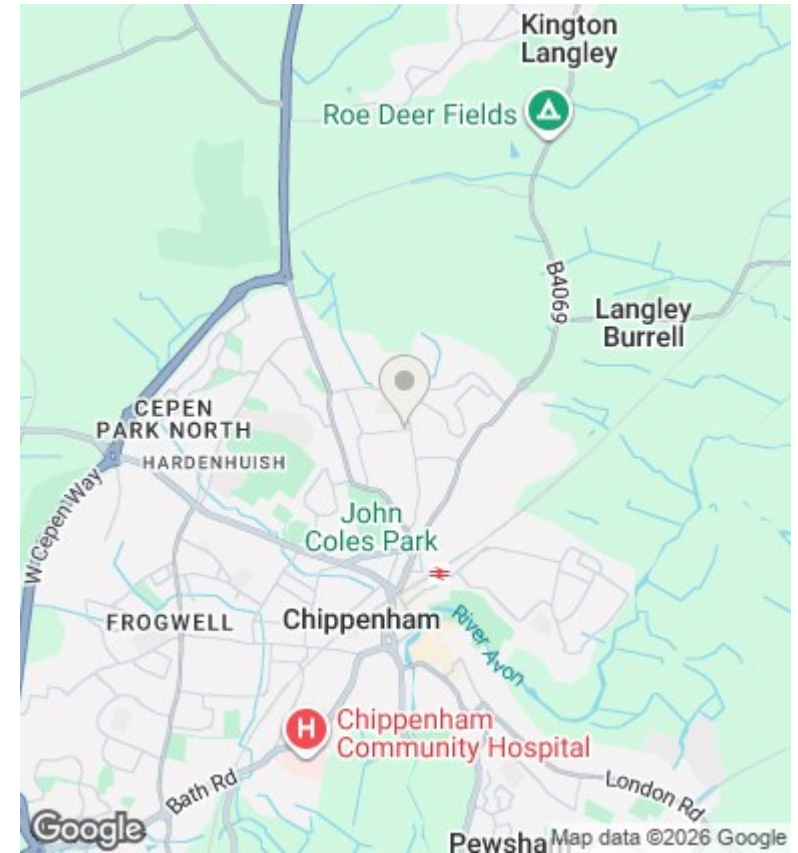 Kington
Langley
Roe Deer Fields
B4069
Langley
Burrell
CEPEN
PARK NORTH
HARDENHUISH
W Cepen Way
John
Coles Park
FROGWELL
Chippenham
River Avon
H
Chippenham
Community Hospital
Bath Rd
London Rd
Google
Pewsha
Map data ©2026 Google